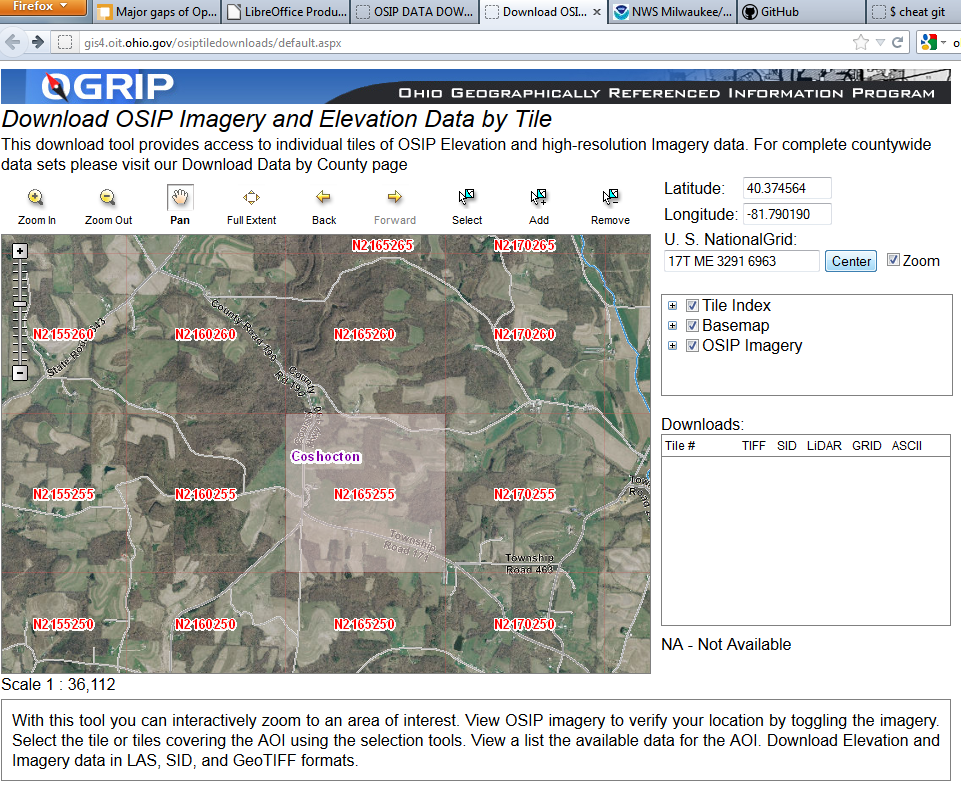 Firefox
Major gaps of Op...
LibreOffice Produ...
OSIP DATA DOW...
Download OSI...
NWS Milwaukee/...
GitHub
$ cheat git
gis4.oit.ohio.gov/osiptiledownloads/default.aspx
OGRIP
Ohio Geographically Referenced Information Program
Download OSIP Imagery and Elevation Data by Tile
This download tool provides access to individual tiles of OSIP Elevation and high-resolution Imagery data. For complete countywide
data sets please visit our Download Data by County page
Zoom In
Zoom Out
Pan
Full Extent
Back
Forward
Select
Add
Remove
Latitude: 40.374564
Longitude: -81.790190
U. S. NationalGrid:
17T ME 3291 6963 Center Zoom
Tile Index
Basemap
OSIP Imagery
Downloads:
Tile # TIFF SID LiDAR GRID ASCII
NA - Not Available
N2165265 N2170265
County Road 190
County
Rd 190
N2155260 N2160260 N2165260 N2170260
Coshocton
N2155255 N2160255 N2165255 N2170255
Township
Road 171
Township
Road 463
N2155250 N2160250 N2165250 N2170250
Scale 1 : 36,112
With this tool you can interactively zoom to an area of interest. View OSIP imagery to verify your location by toggling the imagery.
Select the tile or tiles covering the AOI using the selection tools. View a list the available data for the AOI. Download Elevation and
Imagery data in LAS, SID, and GeoTIFF formats.